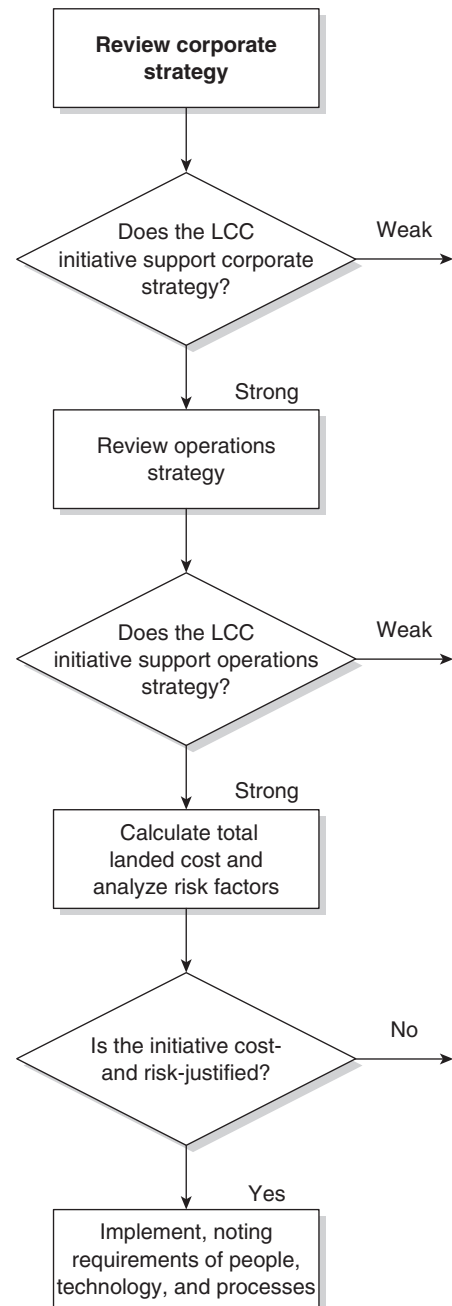 Review corporate
strategy
Does the LCC
initiative support corporate
strategy?
Weak
Strong
Review operations
strategy
Does the LCC
initiative support operations
strategy?
Weak
Strong
Calculate total
landed cost and
analyze risk factors
Is the initiative cost-
and risk-justified?
No
Yes
Implement, noting
requirements of people,
technology, and processes